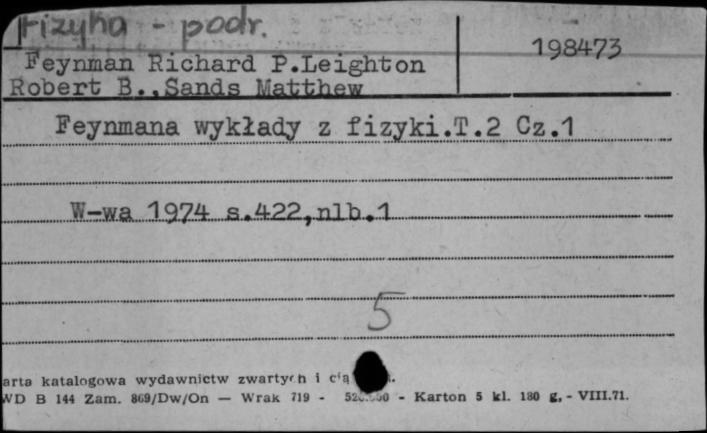 fizyka - podr.
198473
Feynman Richard P.Leighton
Robert B.,Sands Matthew
Feynmana wykłady z fizyki.T.2 Cz.1
W-wa 1974 s.422,nlb.1
5
arta katalogowa wydawnictw zwartych i
WD B 144 Zam. 869/Dw/On — Wrak 719 - - Karton 5 kl. 180 g. - VIII.71.